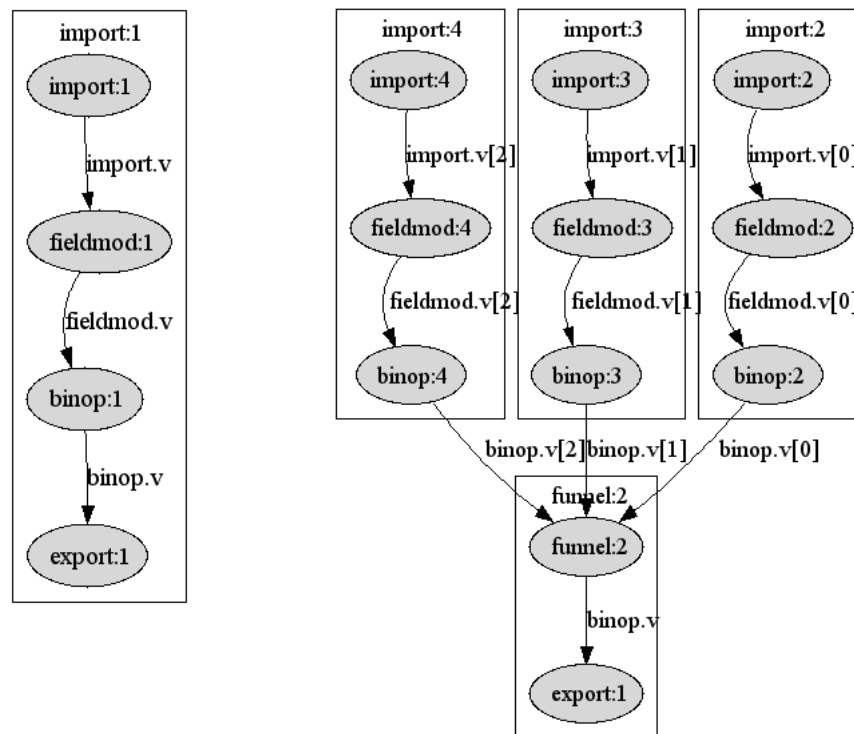 import:1
import:1
import.v
fieldmod:1
fieldmod.v
binop:1
binop.v
export:1
import:4 import:3 import:2
import:4 import:3 import:2
import.v[2] import.v[1] import.v[0]
fieldmod:4 fieldmod:3 fieldmod:2
fieldmod.v[2] fieldmod.v[1] fieldmod.v[0]
binop:4 binop:3 binop:2
binop.v[2] binop.v[1] binop.v[0]
funnel:2
funnel:2
binop.v
export:1